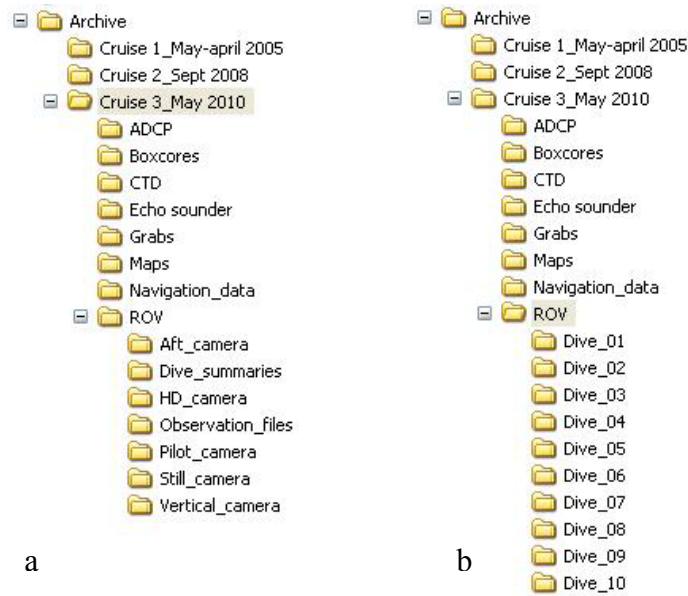 Archive
Cruise 1_May-april 2005
Cruise 2_Sept 2008
Cruise 3_May 2010
ADCP
Boxcores
CTD
Echo sounder
Grabs
Maps
Navigation_data
ROV
Aft_camera
Dive_summaries
HD_camera
Observation_files
Pilot_camera
Still_camera
Vertical_camera
a
Archive
Cruise 1_May-april 2005
Cruise 2_Sept 2008
Cruise 3_May 2010
ADCP
Boxcores
CTD
Echo sounder
Grabs
Maps
Navigation_data
ROV
Dive_01
Dive_02
Dive_03
Dive_04
Dive_05
Dive_06
Dive_07
Dive_08
Dive_09
Dive_10
b